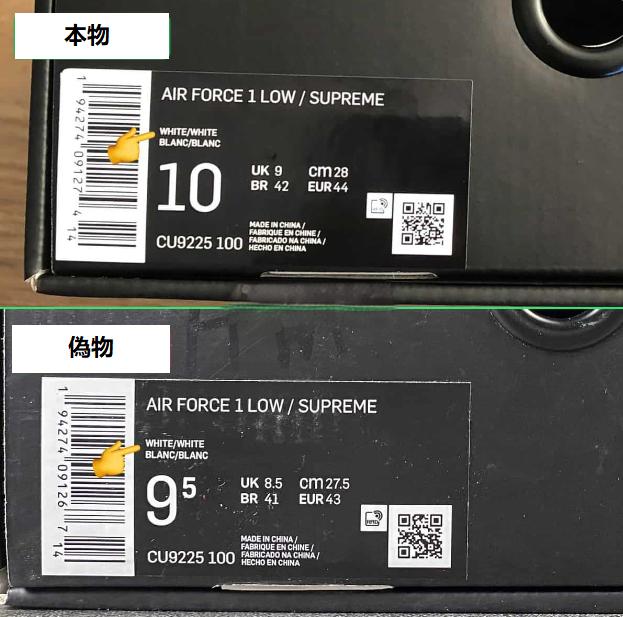 本物
AIR FORCE 1 LOW / SUPREME
WHITE/WHITE
BLANC/BLANC
10
UK 9 cm 28
BR 42 EUR 44
CU9225 100
MADE IN CHINA /
FABRIQUE EN CHINE /
FABRICADO NA CHINA /
HECHO EN CHINA
1 94274 09127 4 14
偽物
AIR FORCE 1 LOW / SUPREME
WHITE/WHITE
BLANC/BLANC
9⁵
UK 8.5 cm 27.5
BR 41 EUR 43
CU9225 100
MADE IN CHINA /
FABRIQUE EN CHINE /
FABRICADO NA CHINA /
HECHO EN CHINA
1 94274 09126 7 14